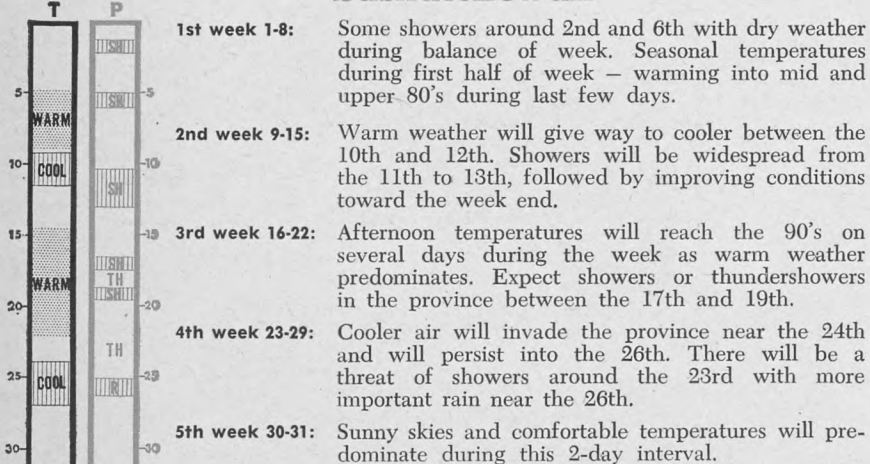 T P
1st week 1-8: Some showers around 2nd and 6th with dry weather
during balance of week. Seasonal temperatures
during first half of week — warming into mid and
upper 80's during last few days.
2nd week 9-15: Warm weather will give way to cooler between the
10th and 12th. Showers will be widespread from
the 11th to 13th, followed by improving conditions
toward the week end.
3rd week 16-22: Afternoon temperatures will reach the 90's on
several days during the week as warm weather
predominates. Expect showers or thundershowers
in the province between the 17th and 19th.
4th week 23-29: Cooler air will invade the province near the 24th
and will persist into the 26th. There will be a
threat of showers around the 23rd with more
important rain near the 26th.
5th week 30-31: Sunny skies and comfortable temperatures will pre-
dominate during this 2-day interval.
SH
5 SH 5
WARM
10 COOL 10
SH
15 15
SH
WARM TH
SH
20 20
TH
25 COOL R 25
30 30